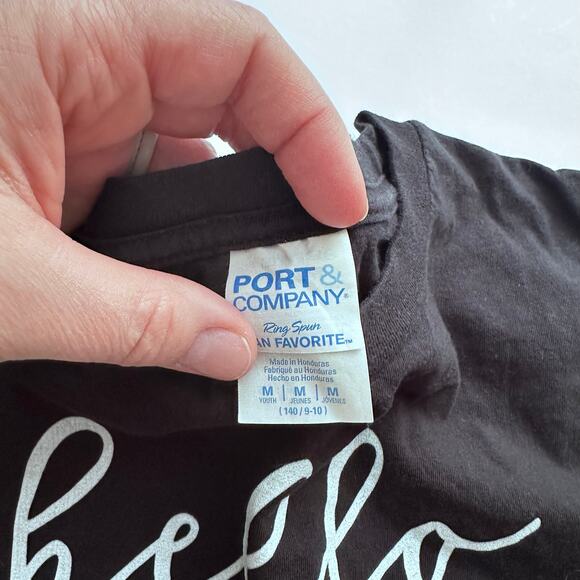 PORT &
COMPANY®
Ring Spun
AN FAVORITE™
Made in Honduras
Fabriqué au Honduras
Hecho en Honduras
M | M | M
YOUTH JEUNES JÓVENES
(140/9-10)
hello